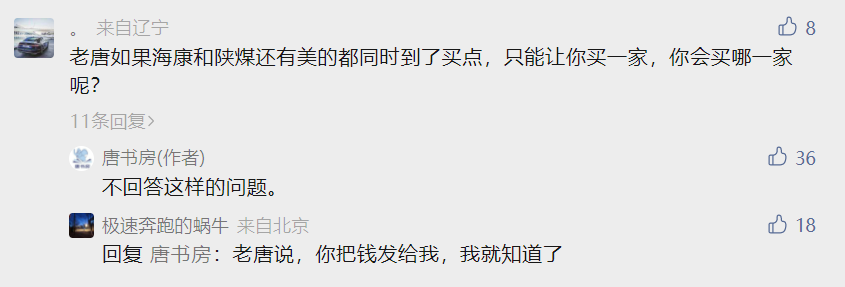 。 来自辽宁 8
老唐如果海康和陕煤还有美的都同时到了买点，只能让你买一家，你会买哪一家
呢？
11条回复>
唐书房(作者) 36
不回答这样的问题。
极速奔跑的蜗牛 来自北京 18
回复 唐书房：老唐说，你把钱发给我，我就知道了